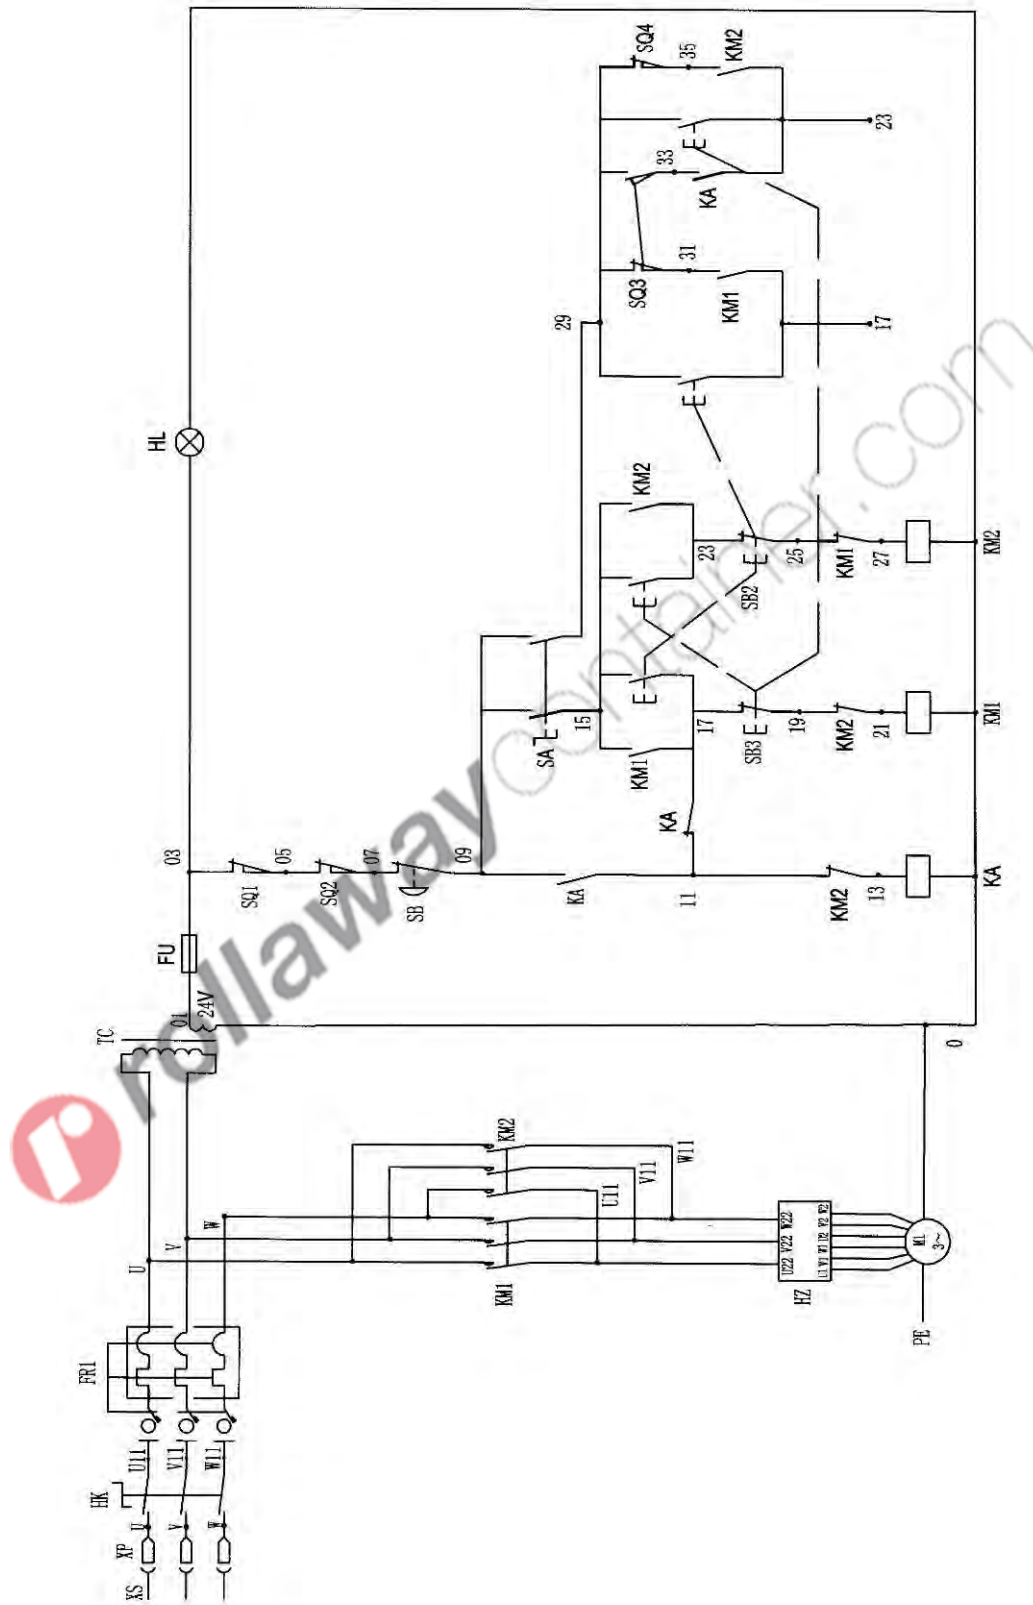 XS
XP
U
V
W
HK
U11
V11
W11
FR1
U
V
W
TC
01
24V
FU
03
HL
SQ1
05
SQ2
07
SB
09
SA
15
29
SQ3
31
33
SQ4
35
KM2
KA
KM1
23
17
KM1
KM2
KA
KA
11
17
23
SB3
SB2
19
25
KM2
13
KM2
21
KM1
27
KA
KM1
KM2
0
KM1
KM2
U11
V11
W11
U22 V22 W22
U1 V1 W1 U2 V2 W2
HZ
M1
3~
PE
rollawaycontainer.com